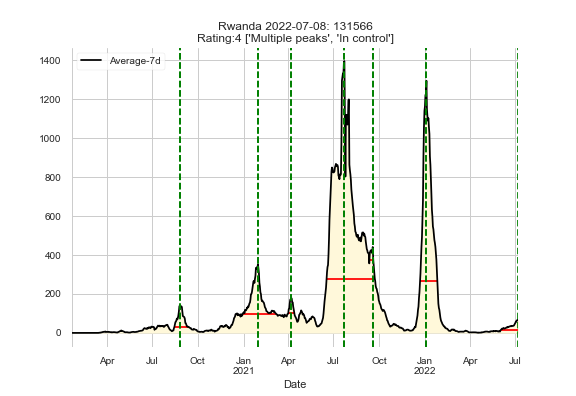 Rwanda 2022-07-08: 131566
Rating:4 ['Multiple peaks', 'In control']
Average-7d
1400
1200
1000
800
600
400
200
0
Apr Jul Oct Jan Apr Jul Oct Jan Jul
2021 2022
Date